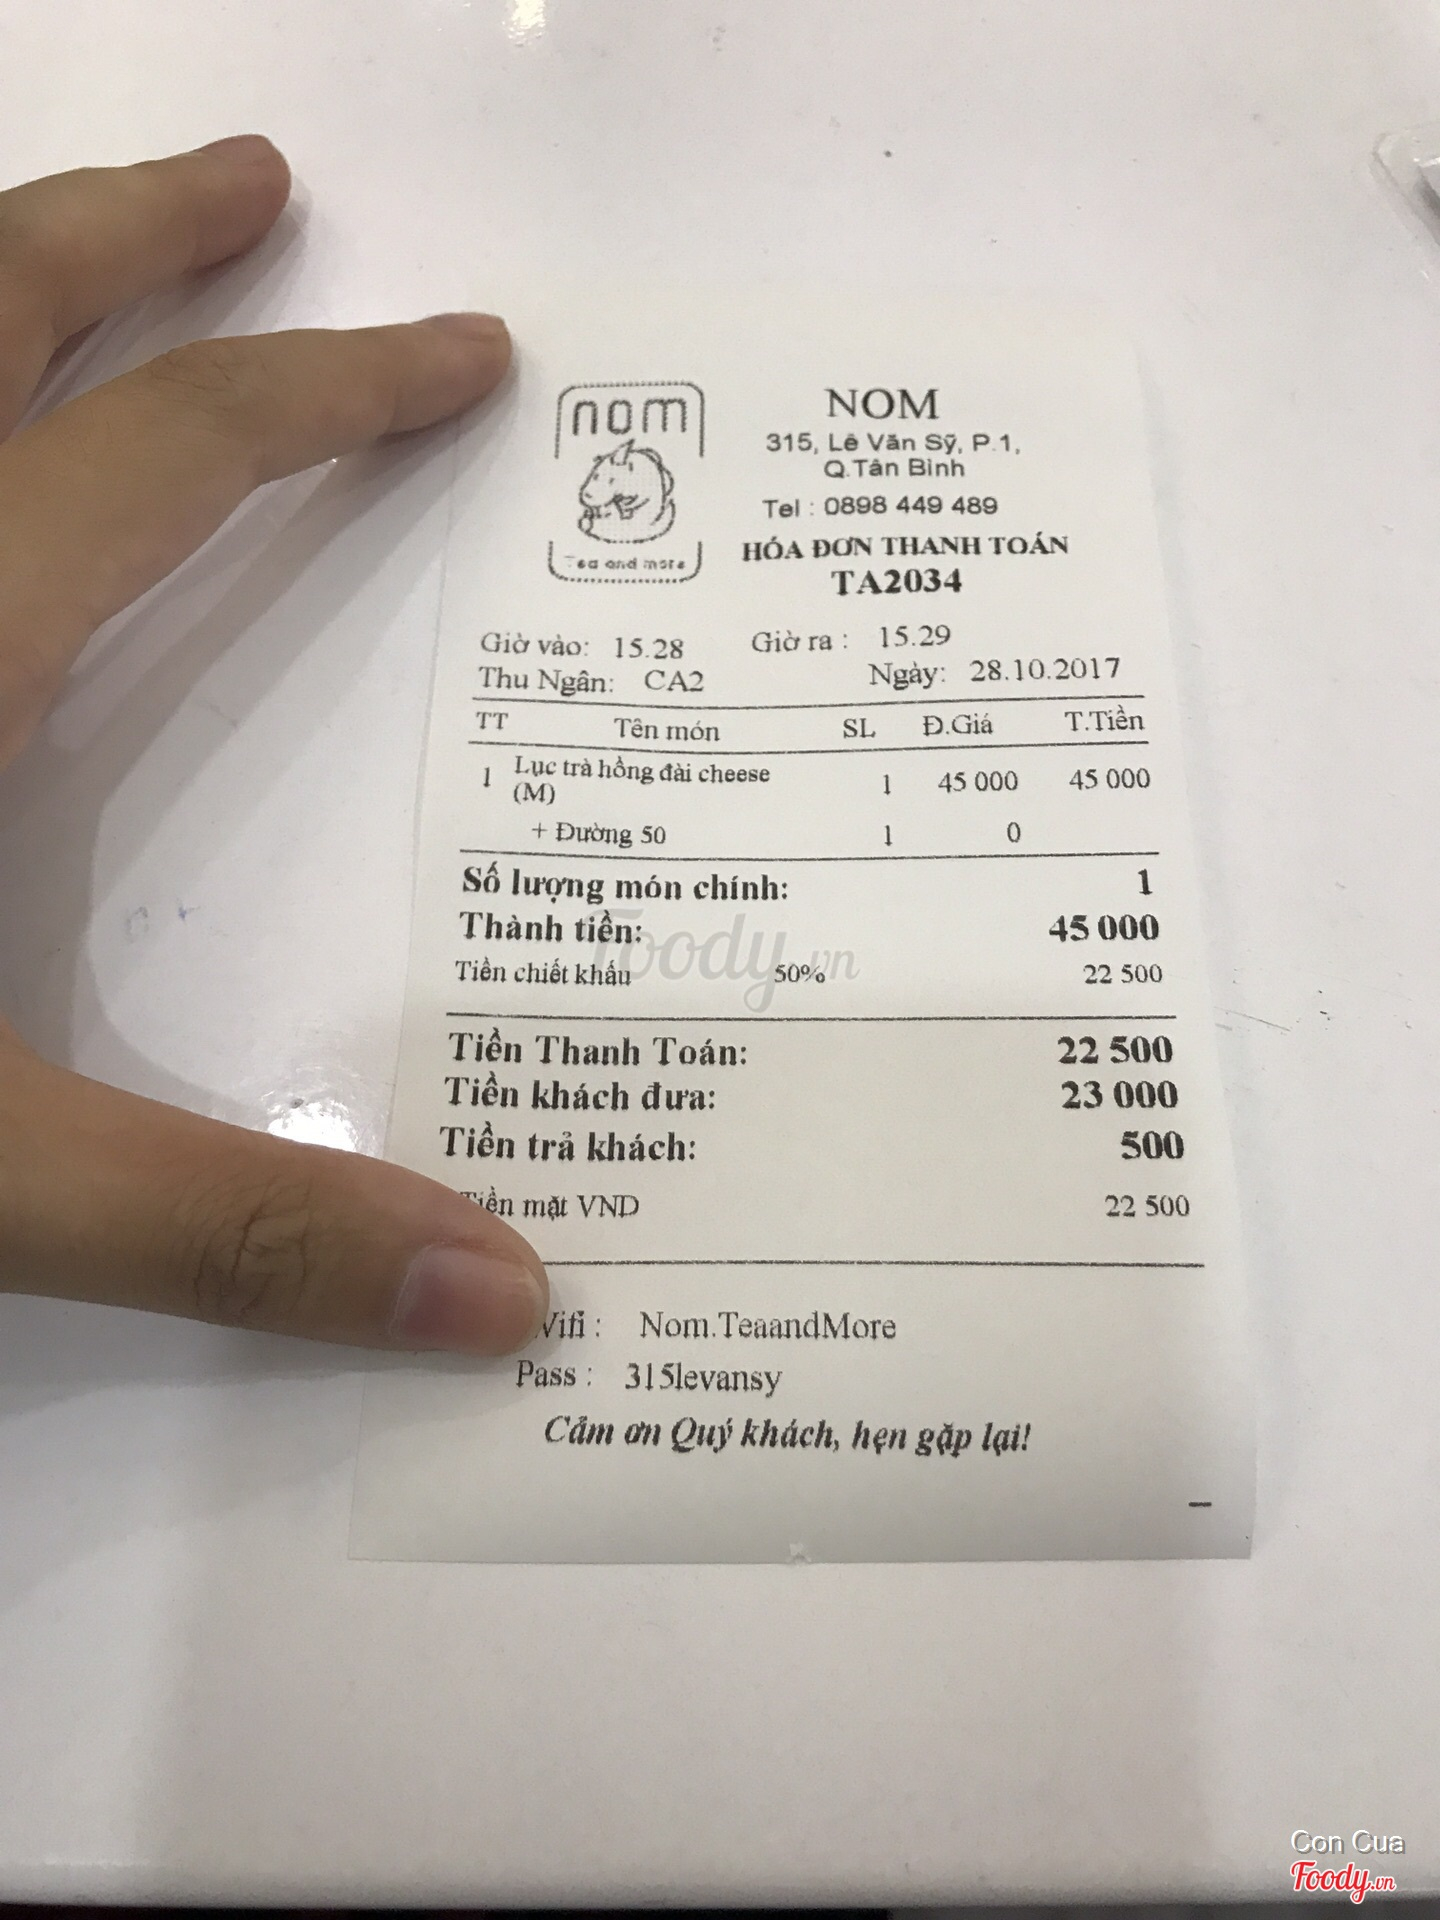 nom
Tea and more
NOM
315, Lê Văn Sỹ, P.1,
Q.Tân Bình
Tel : 0898 449 489
HÓA ĐƠN THANH TOÁN
TA2034
Giờ vào: 15.28 Giờ ra : 15.29
Thu Ngân: CA2 Ngày: 28.10.2017
TT Tên món SL Đ.Giá T.Tiền
1 Lục trà hồng đài cheese 1 45 000 45 000
(M)
+ Đường 50 1 0
Số lượng món chính: 1
Thành tiền: 45 000
Tiền chiết khấu 50% 22 500
Foody.vn
Tiền Thanh Toán: 22 500
Tiền khách đưa: 23 000
Tiền trả khách: 500
Tiền mặt VND 22 500
Wifi : Nom.TeaandMore
Pass : 315levansy
Cảm ơn Quý khách, hẹn gặp lại!
Con Cua
Foody.vn